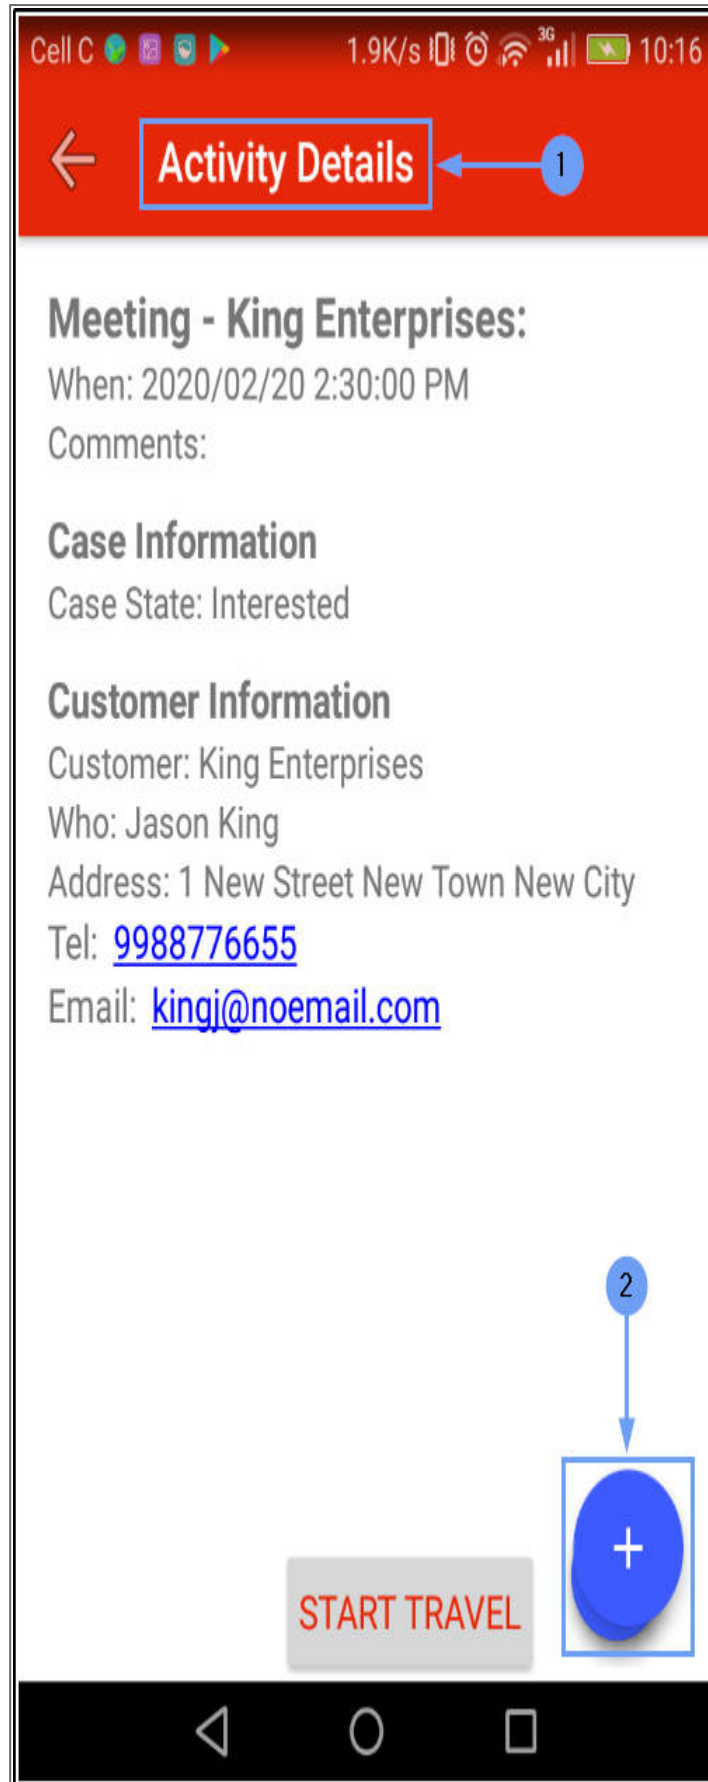 Cell C 1.9K/s 3G 10:16
Activity Details 1
Meeting - King Enterprises:
When: 2020/02/20 2:30:00 PM
Comments:
Case Information
Case State: Interested
Customer Information
Customer: King Enterprises
Who: Jason King
Address: 1 New Street New Town New City
Tel: 9988776655
Email: kingj@noemail.com
2
+
START TRAVEL